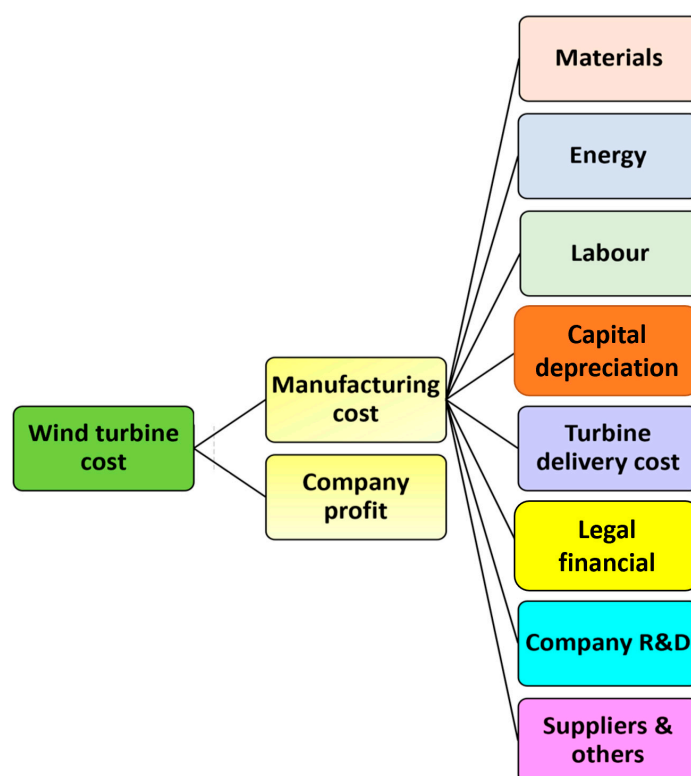 Materials
Energy
Labour
Capital
depreciation
Manufacturing
cost
Wind turbine
cost
Turbine
delivery cost
Company
profit
Legal
financial
Company R&D
Suppliers &
others